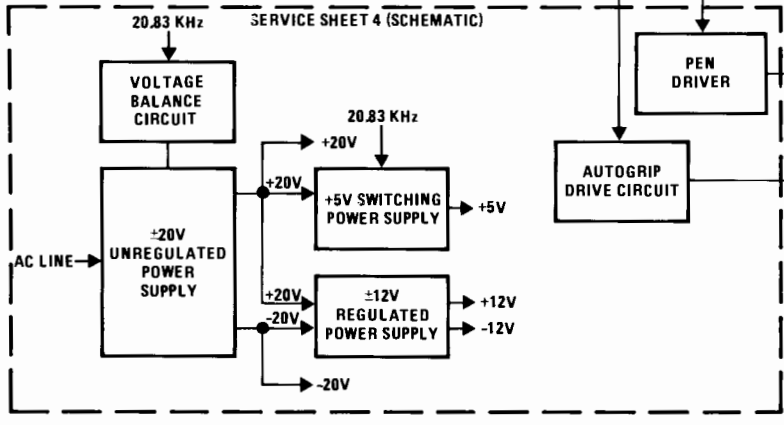 SERVICE SHEET 4 (SCHEMATIC)
20.83 KHz
VOLTAGE
BALANCE
CIRCUIT
PEN
DRIVER
20.83 KHz
+20V
+20V
+5V SWITCHING
POWER SUPPLY
+5V
AUTOGRIP
DRIVE CIRCUIT
AC LINE
±20V
UNREGULATED
POWER
SUPPLY
+20V
-20V
±12V
REGULATED
POWER SUPPLY
+12V
-12V
-20V